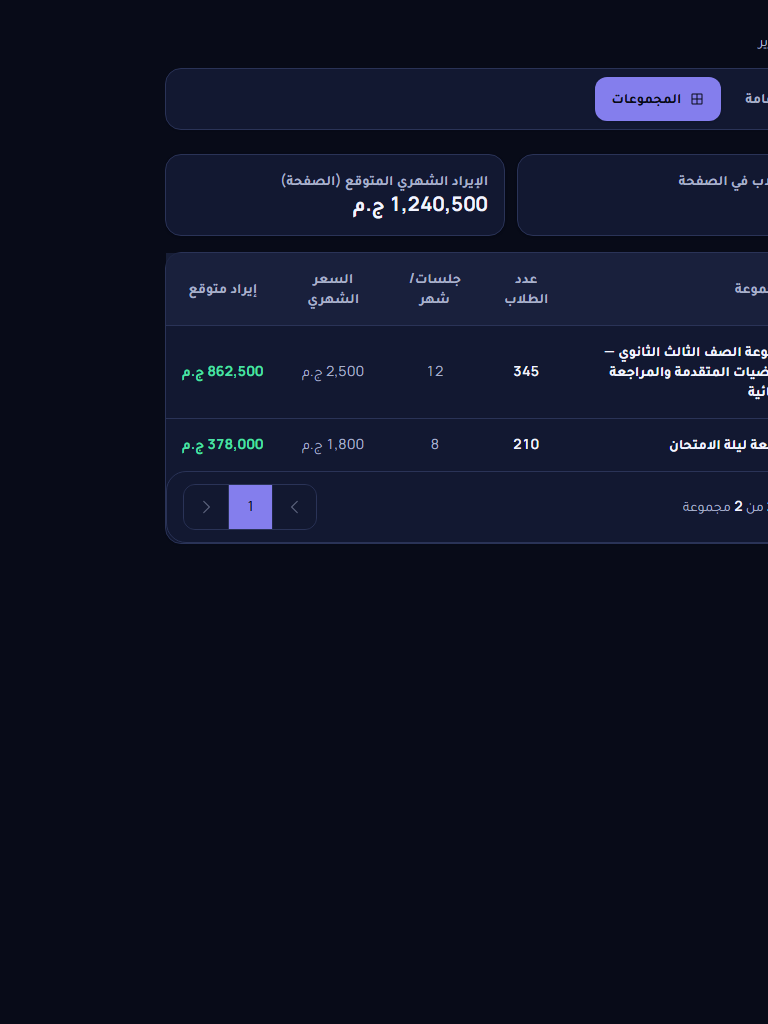 المجموعات
في الصفحة
الإيراد الشهري المتوقع (الصفحة)
1,240,500 ج.م
عدد الطلاب
جلسات/شهر
السعر الشهري
إيراد متوقع
الصف الثالث الثانوي —
المتقدمة والمراجعة
345
12
2,500 ج.م
862,500 ج.م
ليلة الامتحان
210
8
1,800 ج.م
378,000 ج.م
من 2 مجموعة
1